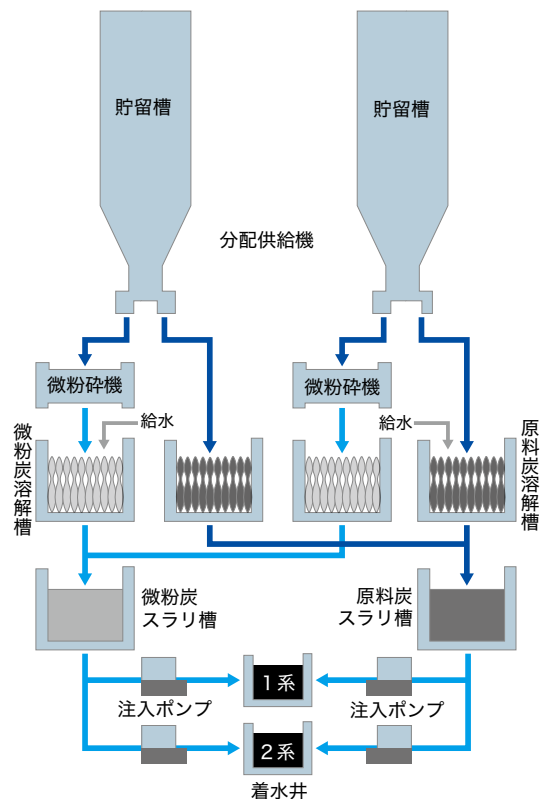 貯留槽
貯留槽
分配供給機
微粉砕機
微粉砕機
給水
給水
微粉炭溶解槽
原料炭溶解槽
微粉炭
スラリ槽
原料炭
スラリ槽
1系
注入ポンプ
注入ポンプ
2系
着水井